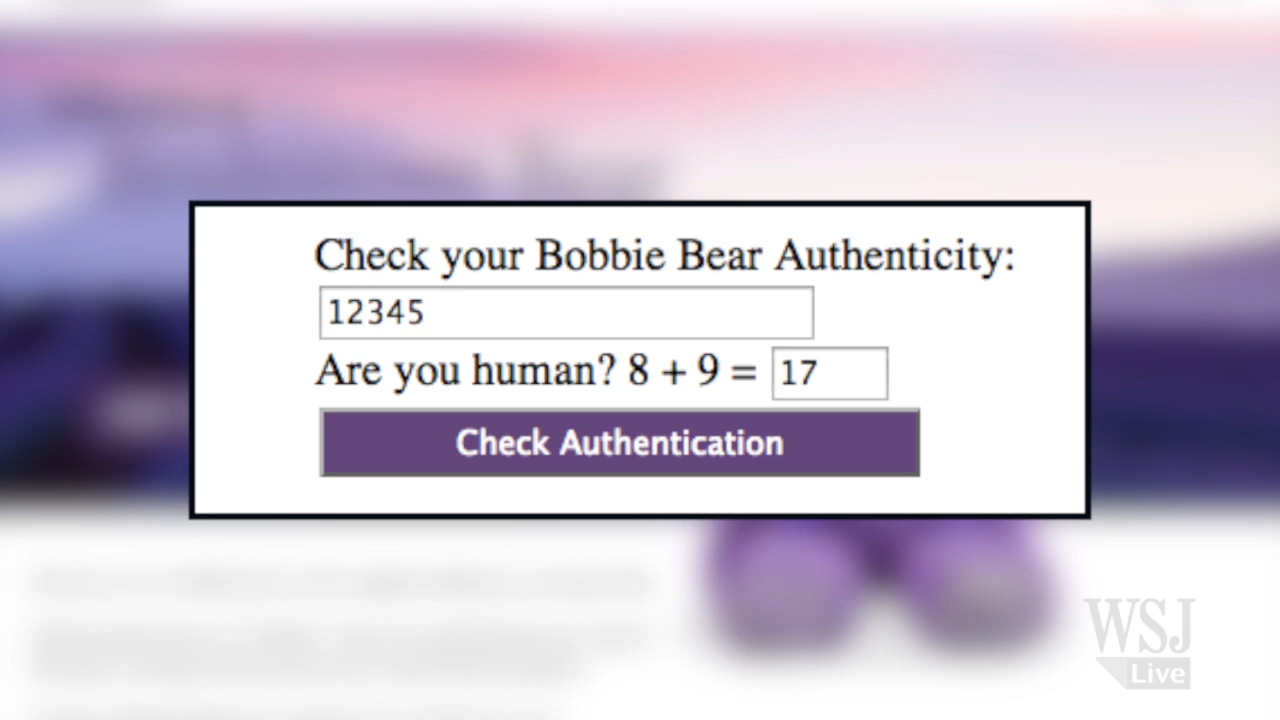 Check your Bobbie Bear Authenticity:
12345
Are you human? 8 + 9 = 17
Check Authentication
WSJ
Live